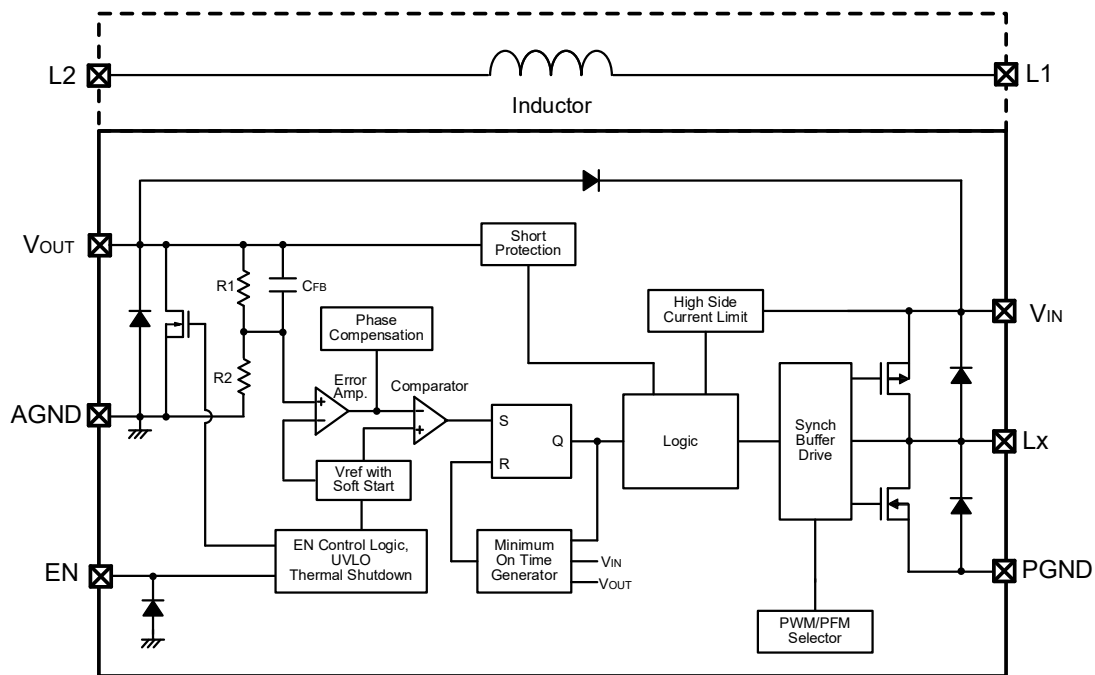 L2
L1
Inductor
VOUT
Short
Protection
R1
CFB
High Side
Current Limit
VIN
Phase
Compensation
R2
Error
Amp.
Comparator
AGND
+
−
−
+
S
Q
R
Logic
Synch
Buffer
Drive
Lx
Vref with
Soft Start
EN Control Logic,
UVLO
Thermal Shutdown
Minimum
On Time
Generator
VIN
VOUT
EN
PGND
PWM/PFM
Selector